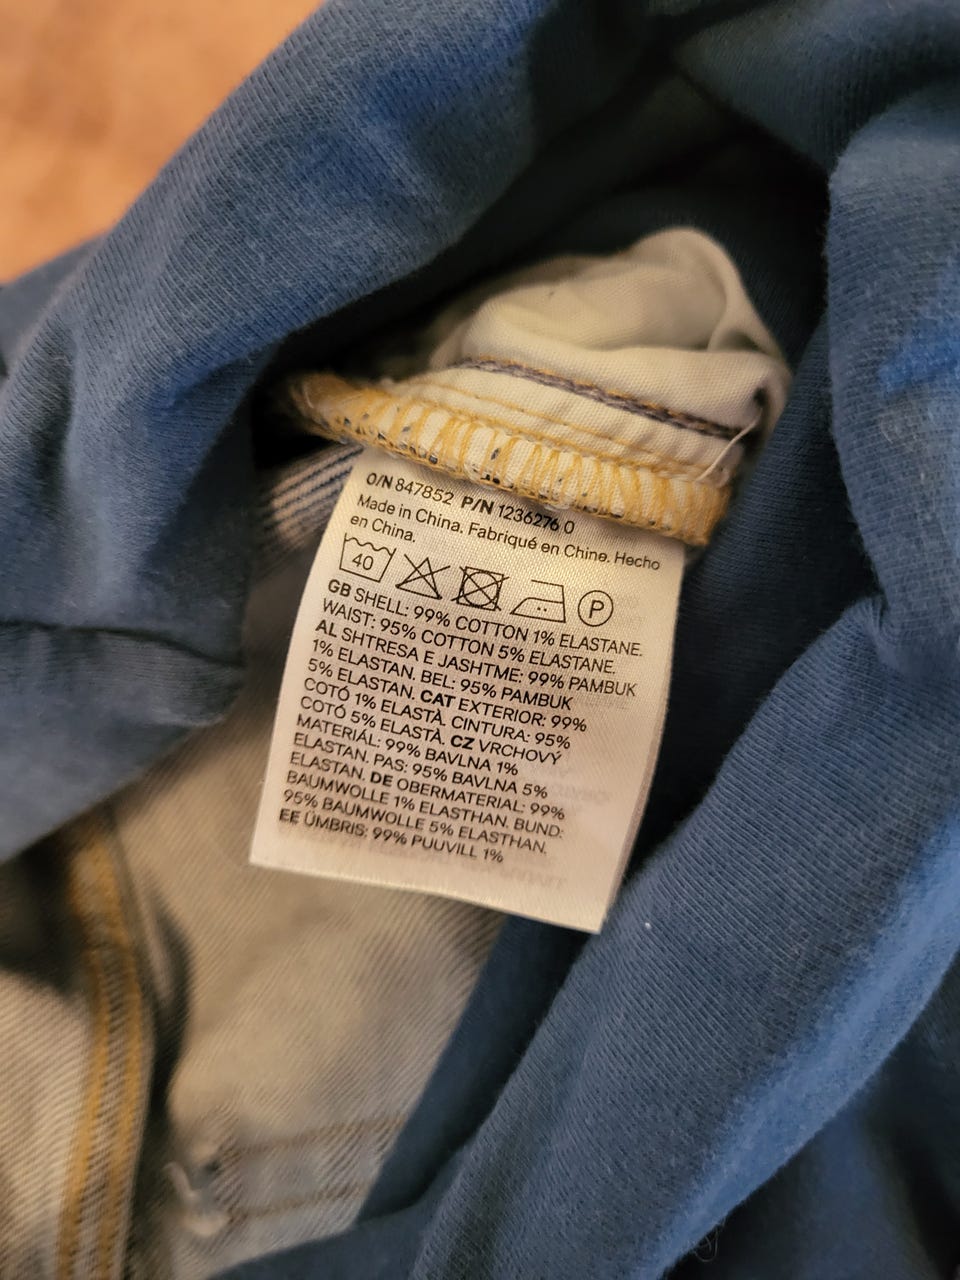 O/N 847852 P/N 1236276.0
Made in China. Fabriqué en Chine. Hecho
en China.
40 P
GB SHELL: 99% COTTON 1% ELASTANE.
WAIST: 95% COTTON 5% ELASTANE.
AL SHTRESA E JASHTME: 99% PAMBUK
1% ELASTAN. BEL: 95% PAMBUK
5% ELASTAN. CAT EXTERIOR: 99%
COTÓ 1% ELASTÀ. CINTURA: 95%
COTÓ 5% ELASTÀ. CZ VRCHOVÝ
MATERIÁL: 99% BAVLNA 1%
ELASTAN. PAS: 95% BAVLNA 5%
ELASTAN. DE OBERMATERIAL: 99%
BAUMWOLLE 1% ELASTHAN. BUND:
95% BAUMWOLLE 5% ELASTHAN.
EE ÜMBRIS: 99% PUUVILL 1%